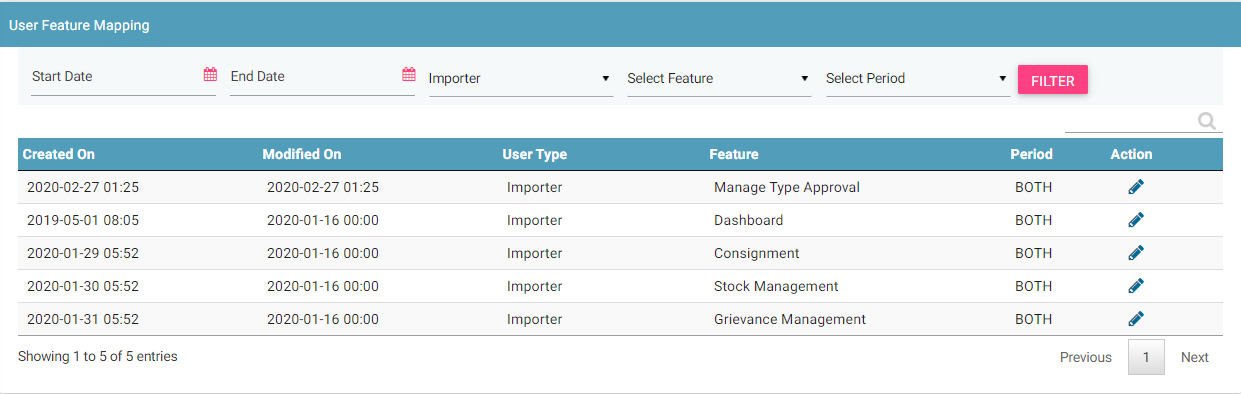 User Feature Mapping
Start Date End Date Importer Select Feature Select Period FILTER
Created On Modified On User Type Feature Period Action
2020-02-27 01:25 2020-02-27 01:25 Importer Manage Type Approval BOTH
2019-05-01 08:05 2020-01-16 00:00 Importer Dashboard BOTH
2020-01-29 05:52 2020-01-16 00:00 Importer Consignment BOTH
2020-01-30 05:52 2020-01-16 00:00 Importer Stock Management BOTH
2020-01-31 05:52 2020-01-16 00:00 Importer Grievance Management BOTH
Showing 1 to 5 of 5 entries Previous 1 Next